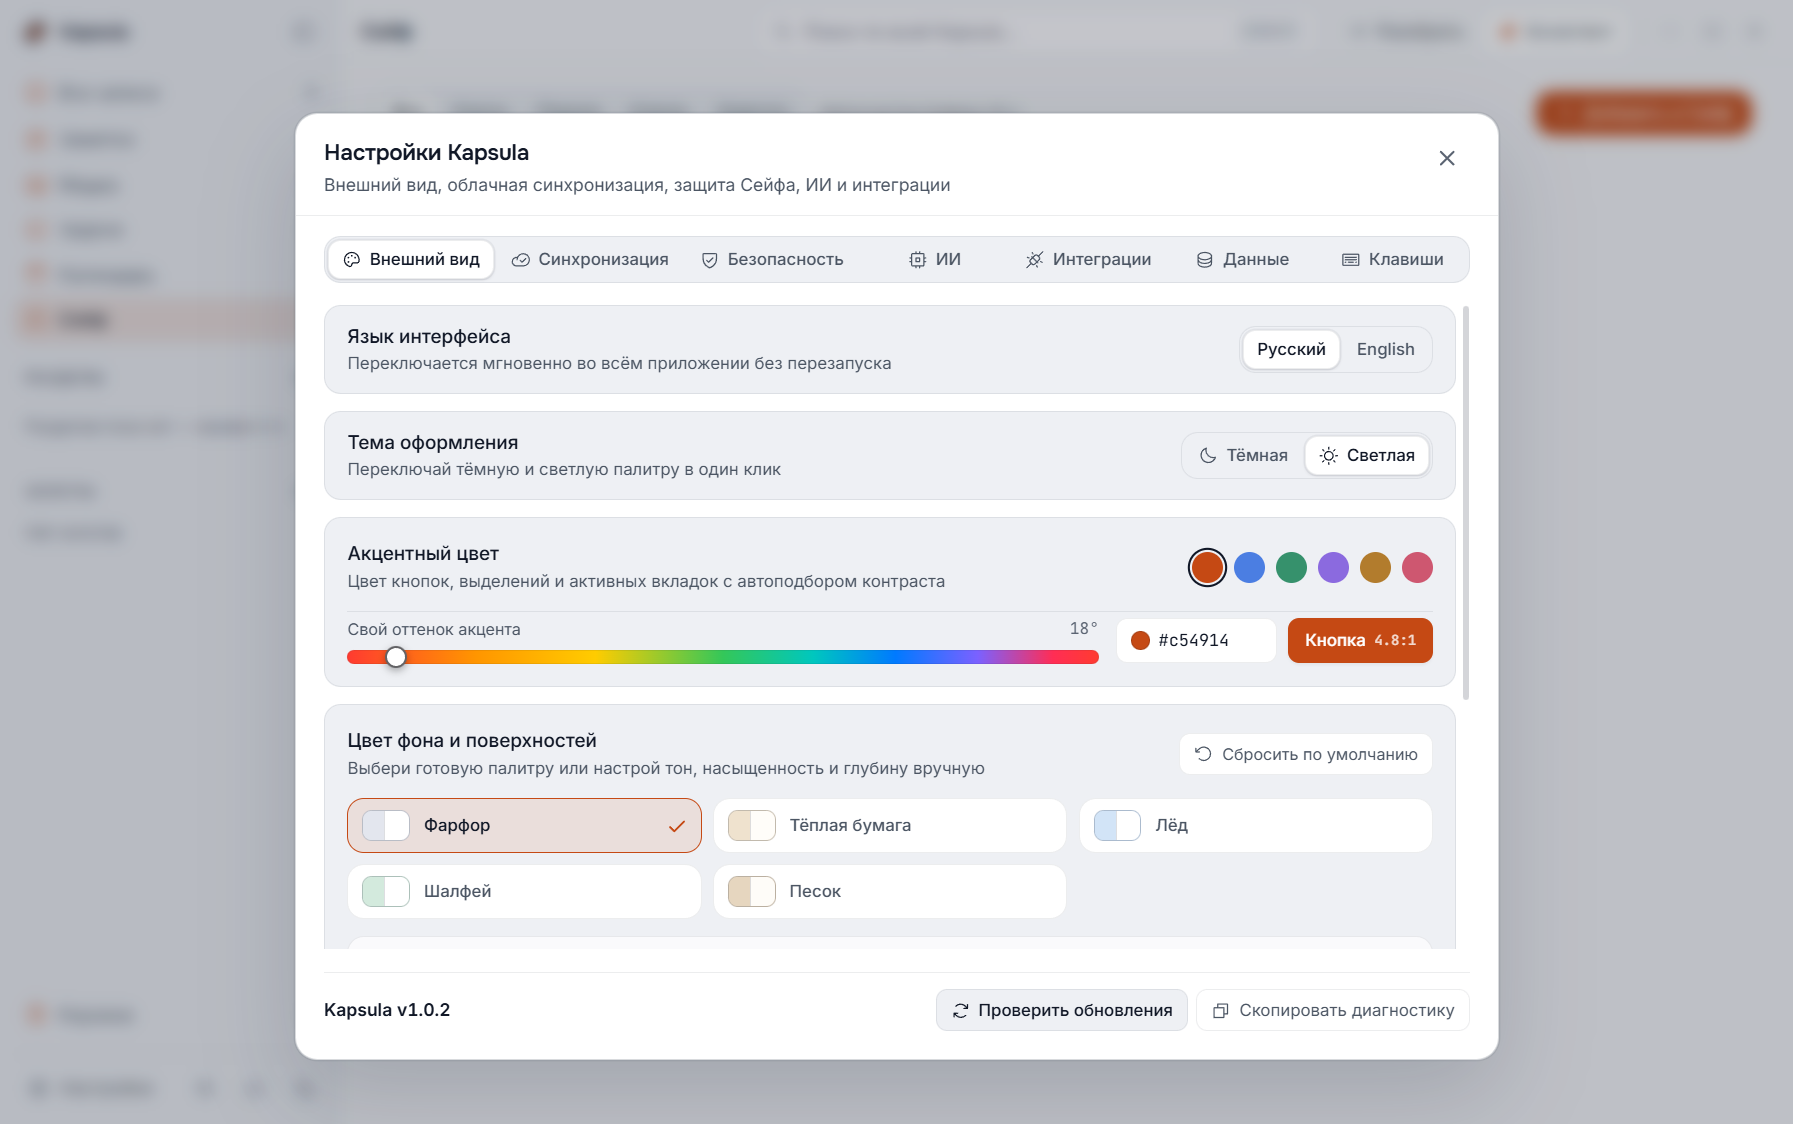 Настройки Kapsula
Внешний вид, облачная синхронизация, защита Сейфа, ИИ и интеграции
Внешний вид
Синхронизация
Безопасность
ИИ
Интеграции
Данные
Клавиши
Язык интерфейса
Переключается мгновенно во всём приложении без перезапуска
Русский
English
Тема оформления
Переключай тёмную и светлую палитру в один клик
Тёмная
Светлая
Акцентный цвет
Цвет кнопок, выделений и активных вкладок с автоподбором контраста
Свой оттенок акцента
18°
#c54914
Кнопка 4.8:1
Цвет фона и поверхностей
Выбери готовую палитру или настрой тон, насыщенность и глубину вручную
Сбросить по умолчанию
Фарфор
Тёплая бумага
Лёд
Шалфей
Песок
Kapsula v1.0.2
Проверить обновления
Скопировать диагностику